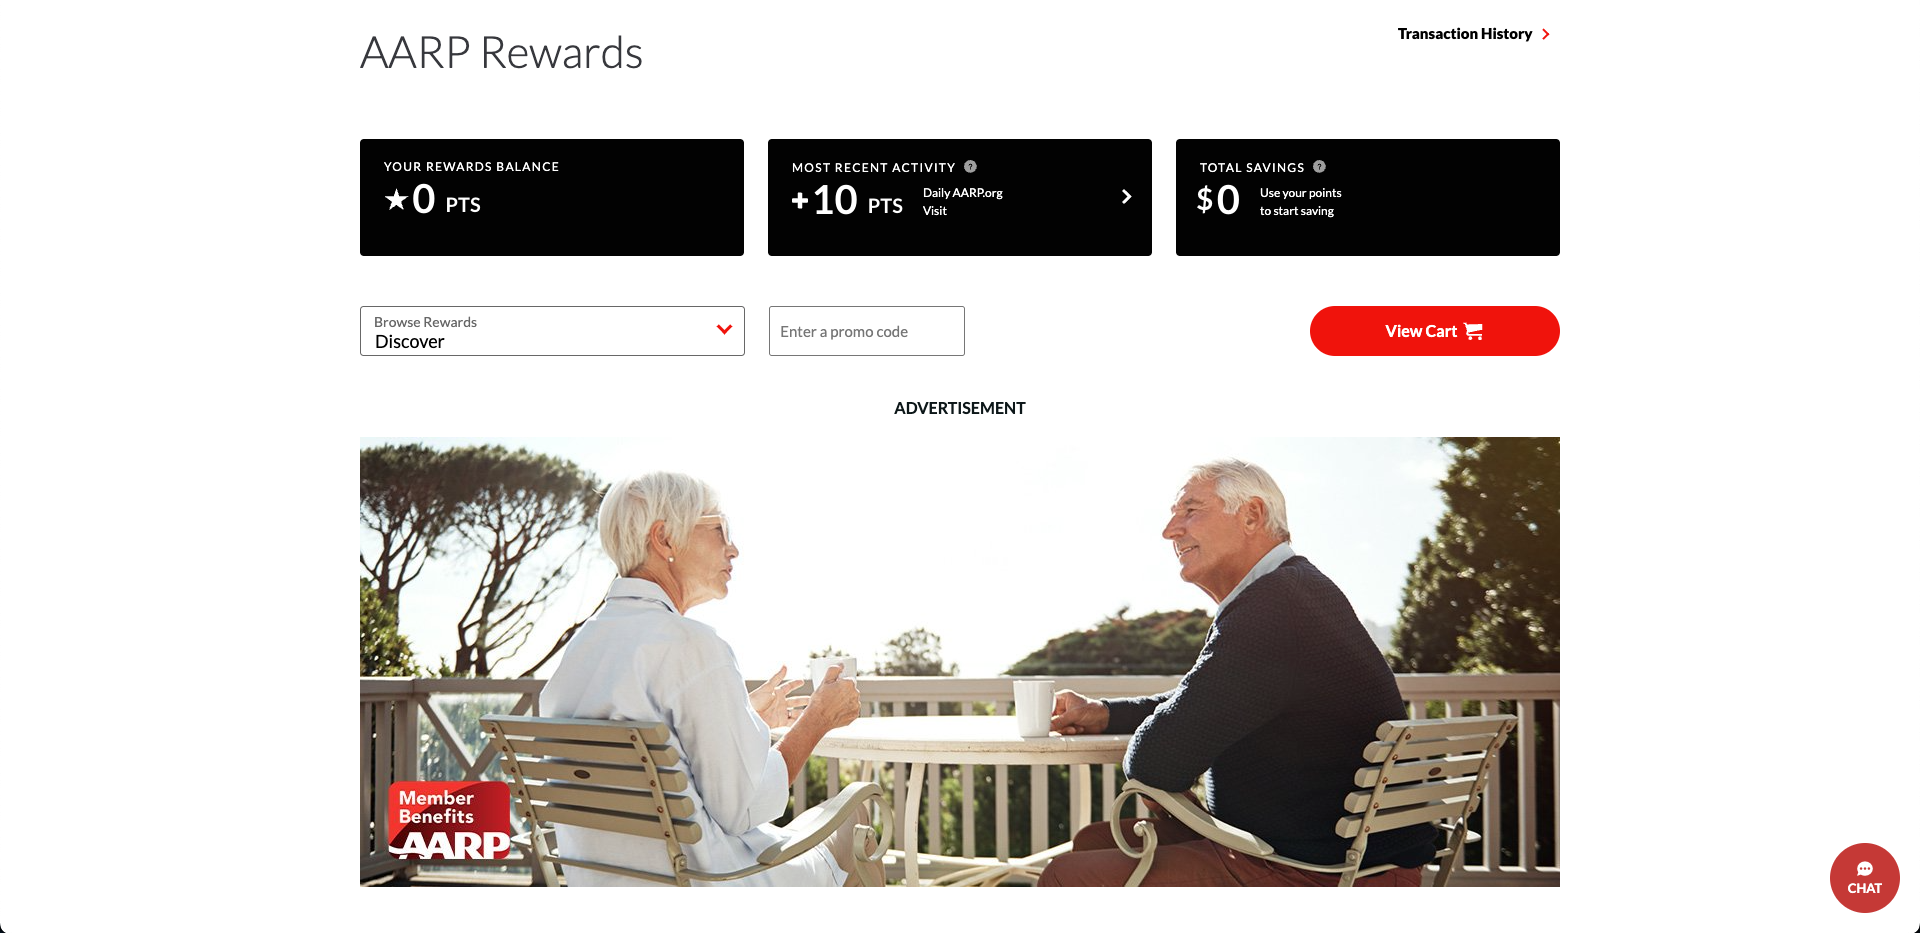 AARP Rewards
Transaction History
YOUR REWARDS BALANCE
0 PTS
MOST RECENT ACTIVITY ?
+10 PTS
Daily AARP.org
Visit
TOTAL SAVINGS ?
$0
Use your points
to start saving
Browse Rewards
Discover
Enter a promo code
View Cart
ADVERTISEMENT
Member
Benefits
AARP
CHAT